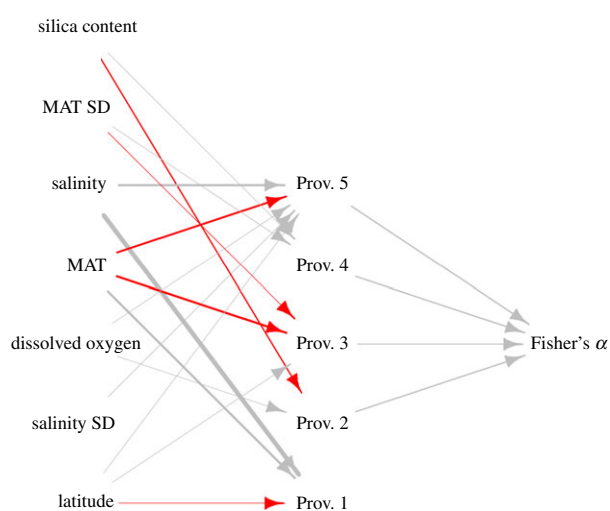 silica content
MAT SD
salinity
MAT
dissolved oxygen
salinity SD
latitude
Prov. 5
Prov. 4
Prov. 3
Prov. 2
Prov. 1
Fisher's α